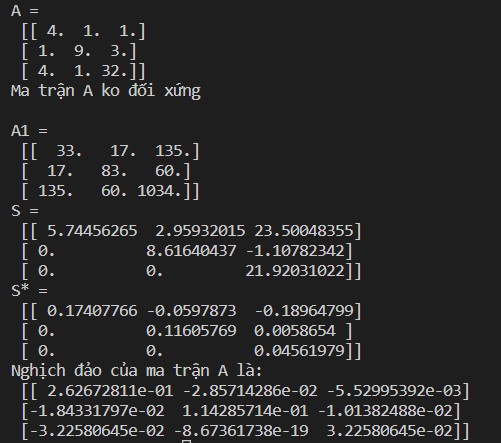 A =
[[ 4. 1. 1.]
[ 1. 9. 3.]
[ 4. 1. 32.]]
Ma trận A ko đối xứng
A1 =
[[ 33. 17. 135.]
[ 17. 83. 60.]
[ 135. 60. 1034.]]
S =
[[ 5.74456265 2.95932015 23.50048355]
[ 0. 8.61640437 -1.10782342]
[ 0. 0. 21.92031022]]
S* =
[[ 0.17407766 -0.0597873 -0.18964799]
[ 0. 0.11605769 0.0058654 ]
[ 0. 0. 0.04561979]]
Nghịch đảo của ma trận A là:
[[ 2.62672811e-01 -2.85714286e-02 -5.52995392e-03]
[-1.84331797e-02 1.14285714e-01 -1.01382488e-02]
[-3.22580645e-02 -8.67361738e-19 3.22580645e-02]]